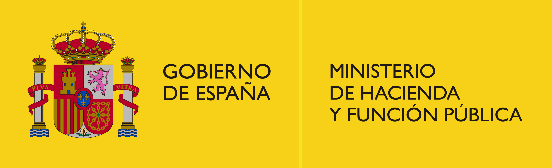 GOBIERNO
DE ESPAÑA
MINISTERIO
DE HACIENDA
Y FUNCIÓN PÚBLICA